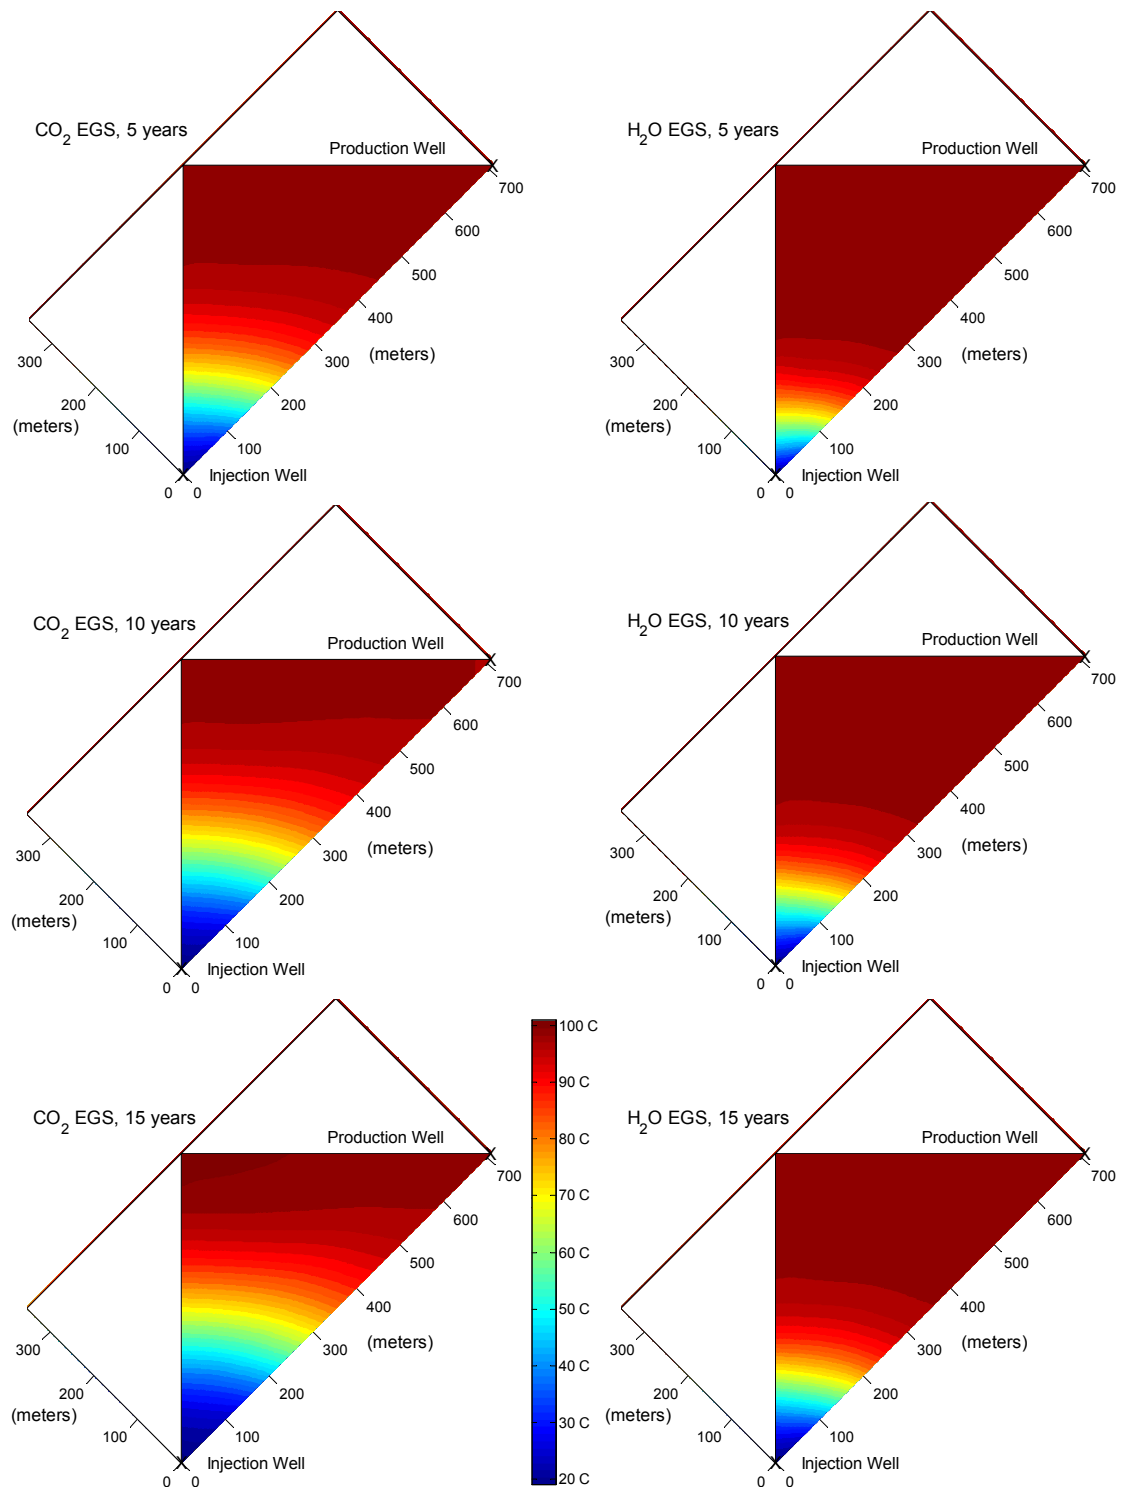 CO2 EGS, 5 years
Production Well
700
600
500
400
300
(meters)
200
100
300
200
(meters)
100
Injection Well
0 0
H2O EGS, 5 years
Production Well
700
600
500
400
300
(meters)
200
100
300
200
(meters)
100
Injection Well
0 0
CO2 EGS, 10 years
Production Well
700
600
500
400
300
(meters)
200
100
300
200
(meters)
100
Injection Well
0 0
H2O EGS, 10 years
Production Well
700
600
500
400
300
(meters)
200
100
300
200
(meters)
100
Injection Well
0 0
CO2 EGS, 15 years
Production Well
700
600
500
400
300
(meters)
200
100
300
200
(meters)
100
Injection Well
0 0
100 C
90 C
80 C
70 C
60 C
50 C
40 C
30 C
20 C
H2O EGS, 15 years
Production Well
700
600
500
400
300
(meters)
200
100
300
200
(meters)
100
Injection Well
0 0